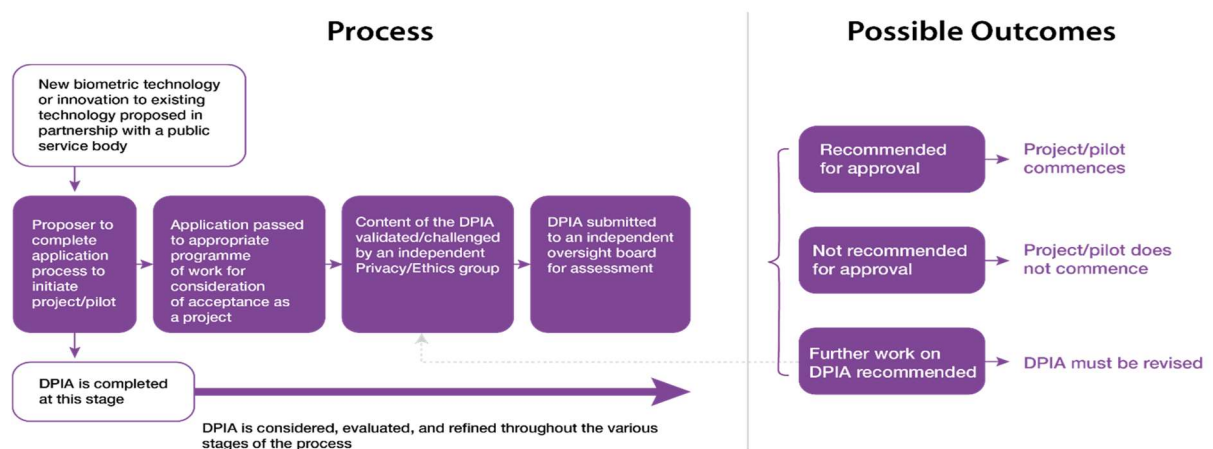 Process
New biometric technology
or innovation to existing
technology proposed in
partnership with a public
service body
Proposer to
complete
application
process to
initiate
project/pilot
Application passed
to appropriate
programme
of work for
consideration
of acceptance as
a project
Content of the DPIA
validated/challenged
by an independent
Privacy/Ethics group
DPIA submitted
to an independent
oversight board
for assessment
DPIA is completed
at this stage
DPIA is considered, evaluated, and refined throughout the various
stages of the process
Possible Outcomes
Recommended
for approval
Project/pilot
commences
Not recommended
for approval
Project/pilot does
not commence
Further work on
DPIA recommended
DPIA must be revised